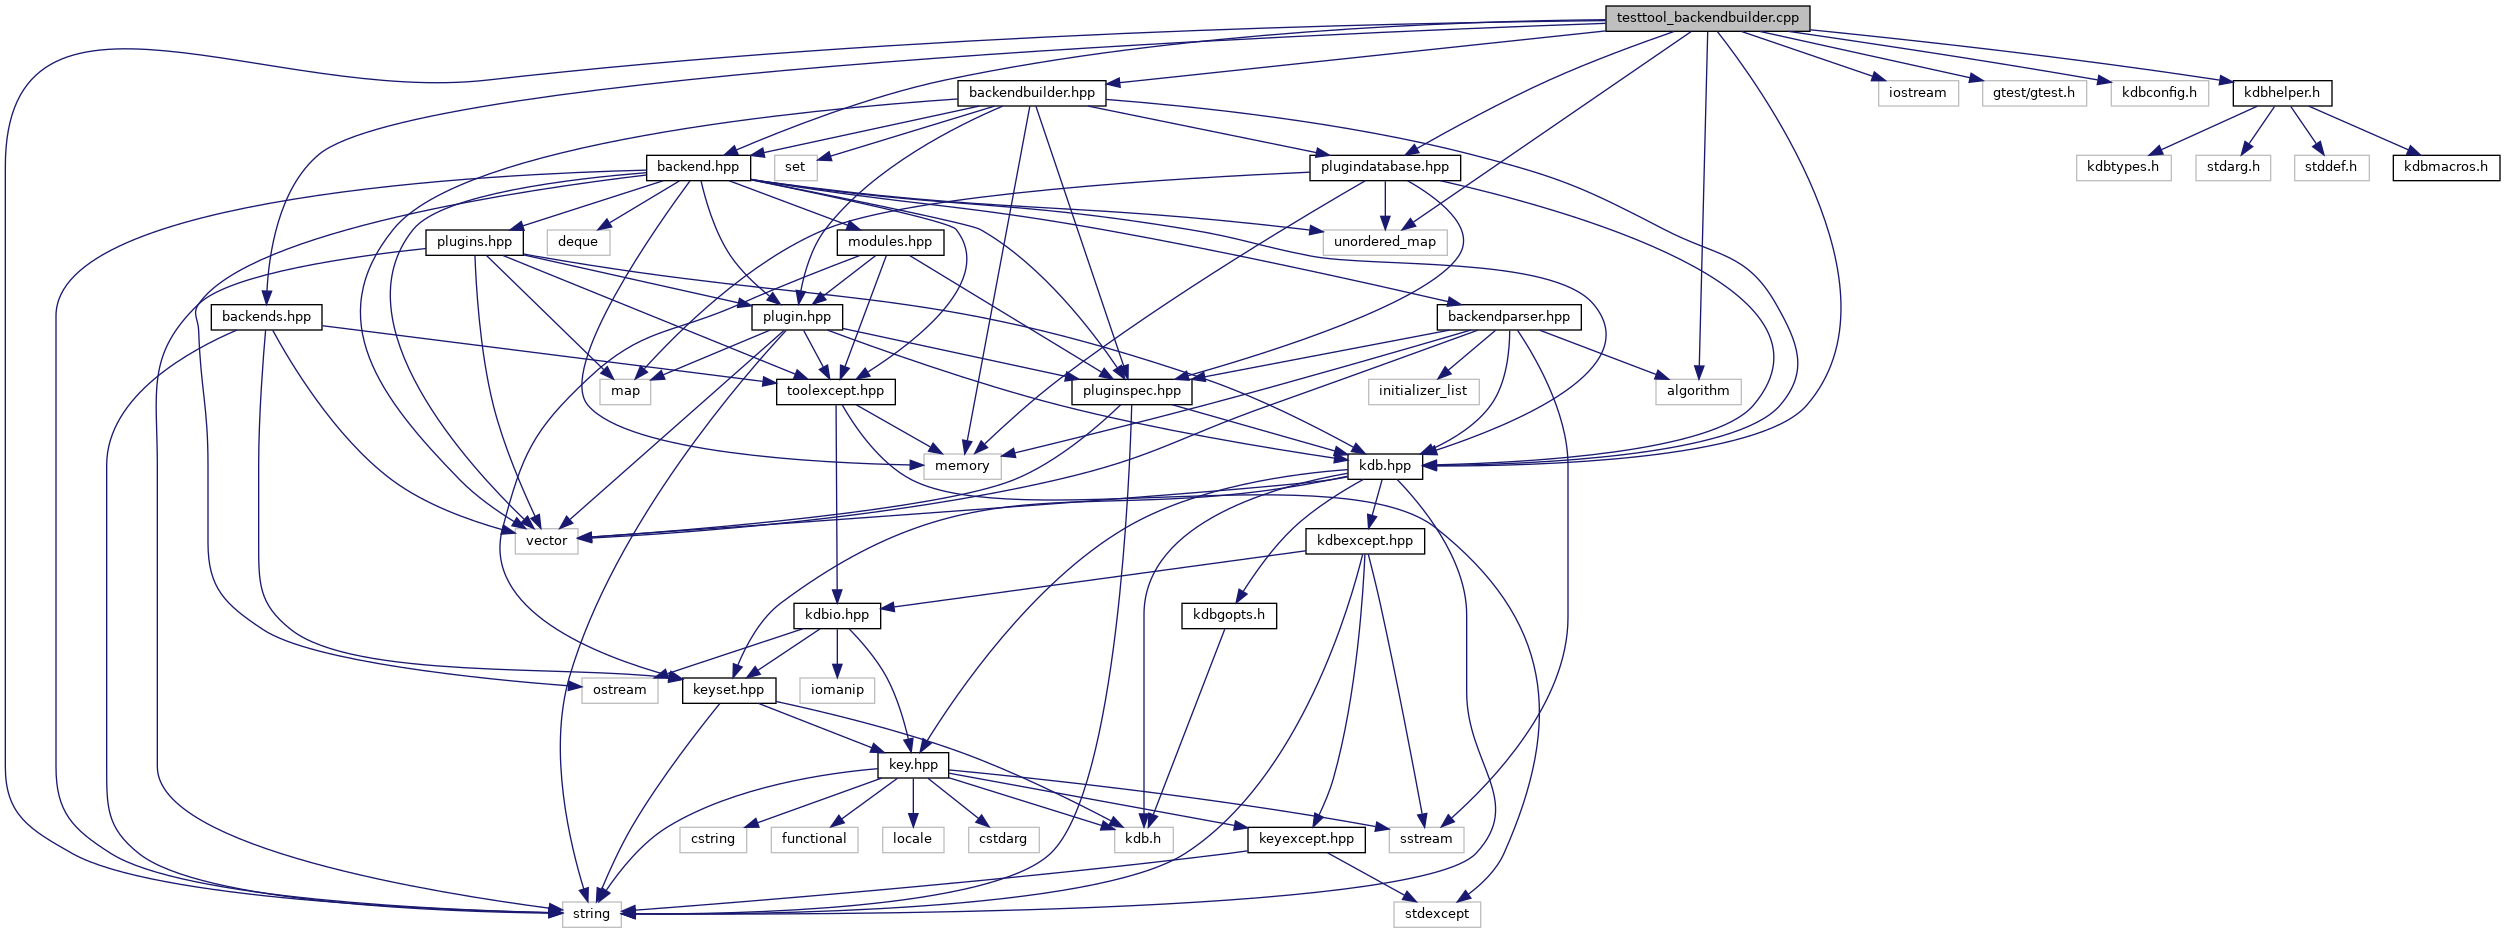 testtool_backendbuilder.cpp
backendbuilder.hpp
iostream
gtest/gtest.h
kdbconfig.h
kdbhelper.h
backend.hpp
set
plugindatabase.hpp
kdbtypes.h
stdarg.h
stddef.h
kdbmacros.h
plugins.hpp
deque
modules.hpp
unordered_map
backends.hpp
plugin.hpp
backendparser.hpp
map
toolexcept.hpp
pluginspec.hpp
initializer_list
algorithm
memory
kdb.hpp
vector
kdbexcept.hpp
kdbio.hpp
kdbgopts.h
ostream
keyset.hpp
iomanip
key.hpp
cstring
functional
locale
cstdarg
kdb.h
keyexcept.hpp
sstream
string
stdexcept